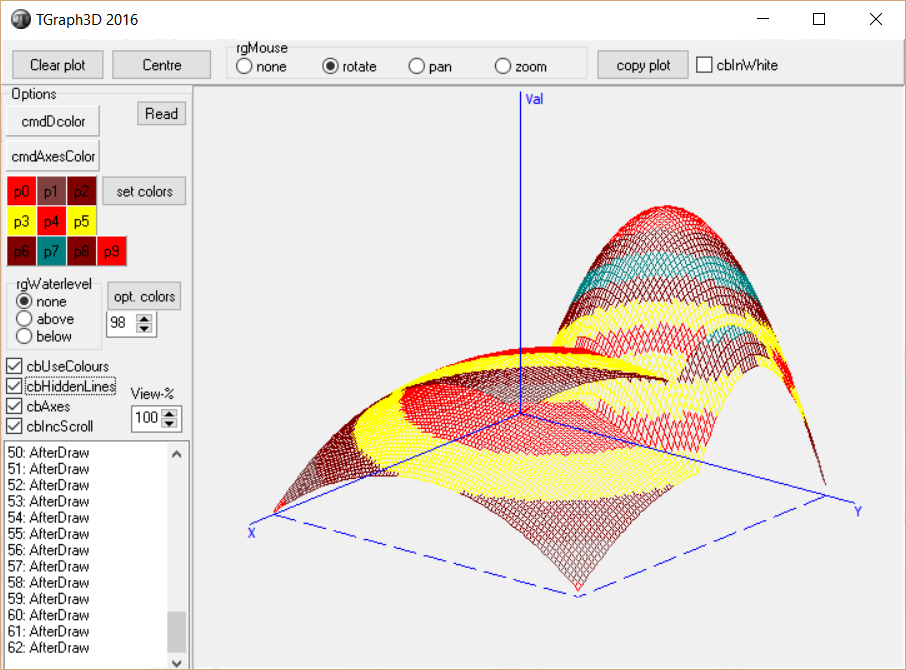 TGraph3D 2016
Clear plot
Centre
rgMouse
none
rotate
pan
zoom
copy plot
cbInWhite
Options
cmdDcolor
Read
cmdAxesColor
p0 p1 p2
set colors
p3 p4 p5
p6 p7 p8 p9
rgWaterlevel
none
above
below
opt. colors
98
cbUseColours
cbHiddenLines
cbAxes
cbIncScroll
View-%
100
50: AfterDraw
51: AfterDraw
52: AfterDraw
53: AfterDraw
54: AfterDraw
55: AfterDraw
56: AfterDraw
57: AfterDraw
58: AfterDraw
59: AfterDraw
60: AfterDraw
61: AfterDraw
62: AfterDraw
Val
X
Y